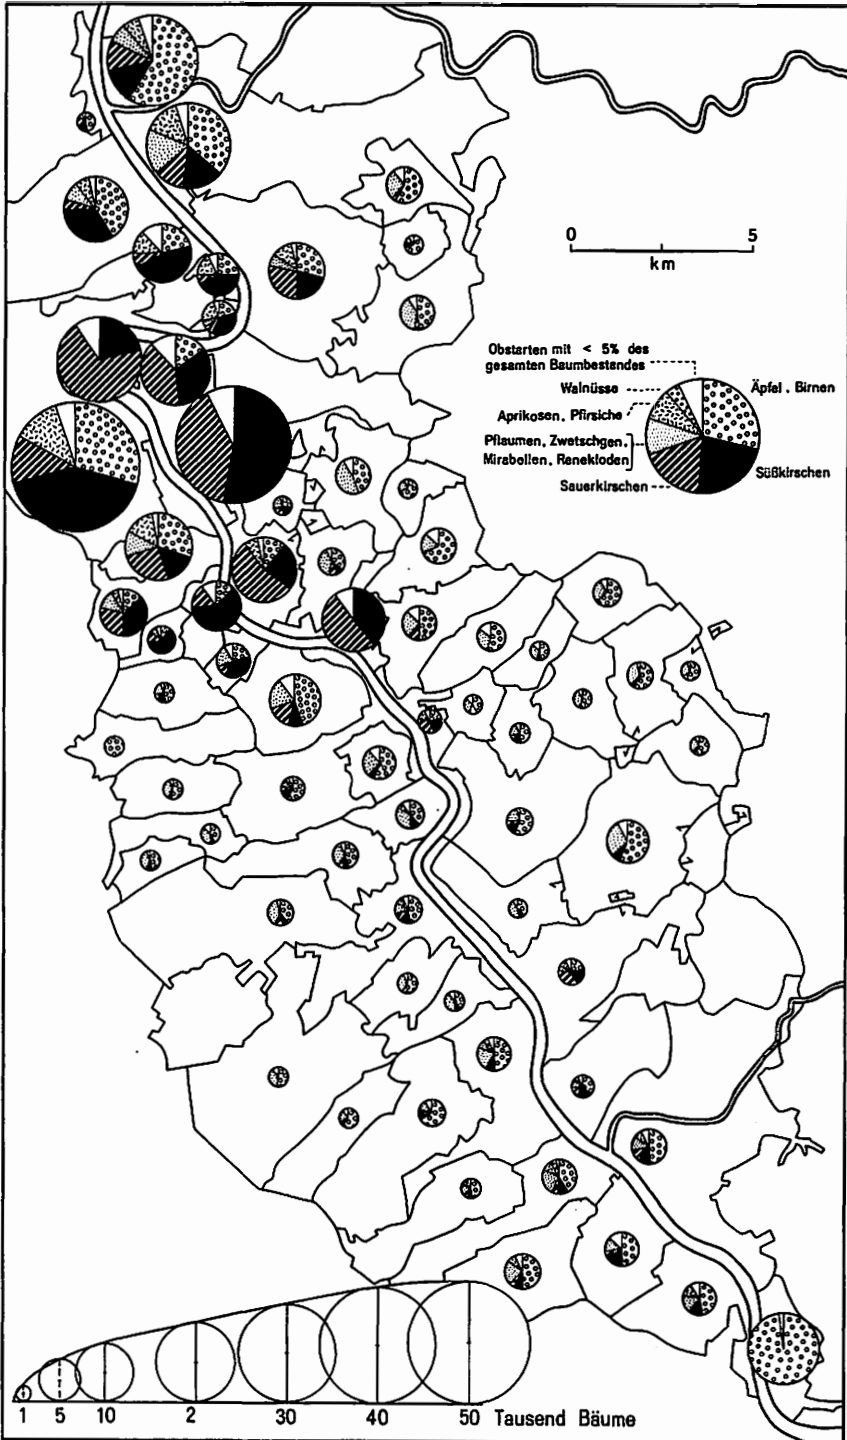 0 5
km
Obstarten mit < 5% des
gesamten Baumbestandes
Walnüsse
Äpfel, Birnen
Aprikosen, Pfirsiche
Pflaumen, Zwetschgen,
Mirabellen, Renekloden
Süßkirschen
Sauerkirschen
1 5 10 2 30 40 50 Tausend Bäume